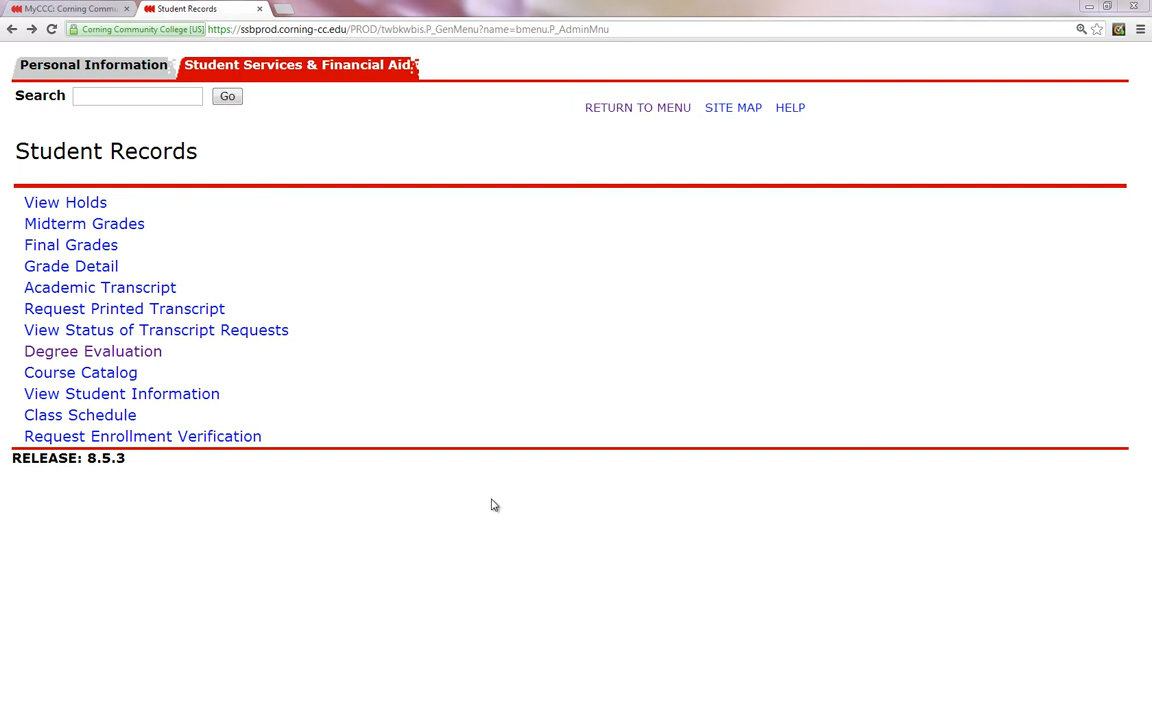 MyCCC: Corning Commu
Student Records
Corning Community College [US] https://ssbprod.corning-cc.edu/PROD/twbkwbis.P_GenMenu?name=bmenu.P_AdminMnu
Personal Information
Student Services & Financial Aid
Search
Go
RETURN TO MENU SITE MAP HELP
Student Records
View Holds
Midterm Grades
Final Grades
Grade Detail
Academic Transcript
Request Printed Transcript
View Status of Transcript Requests
Degree Evaluation
Course Catalog
View Student Information
Class Schedule
Request Enrollment Verification
RELEASE: 8.5.3